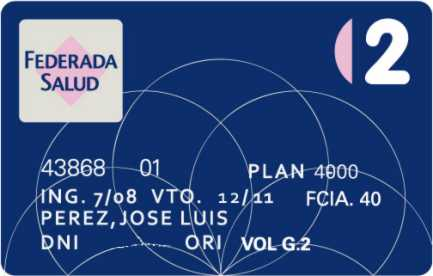 FEDERADA
SALUD
2
43868 01 PLAN 4000
ING. 7/08 VTO. 12/11 FCIA. 40
PEREZ, JOSE LUIS
DNI ORI VOL G.2